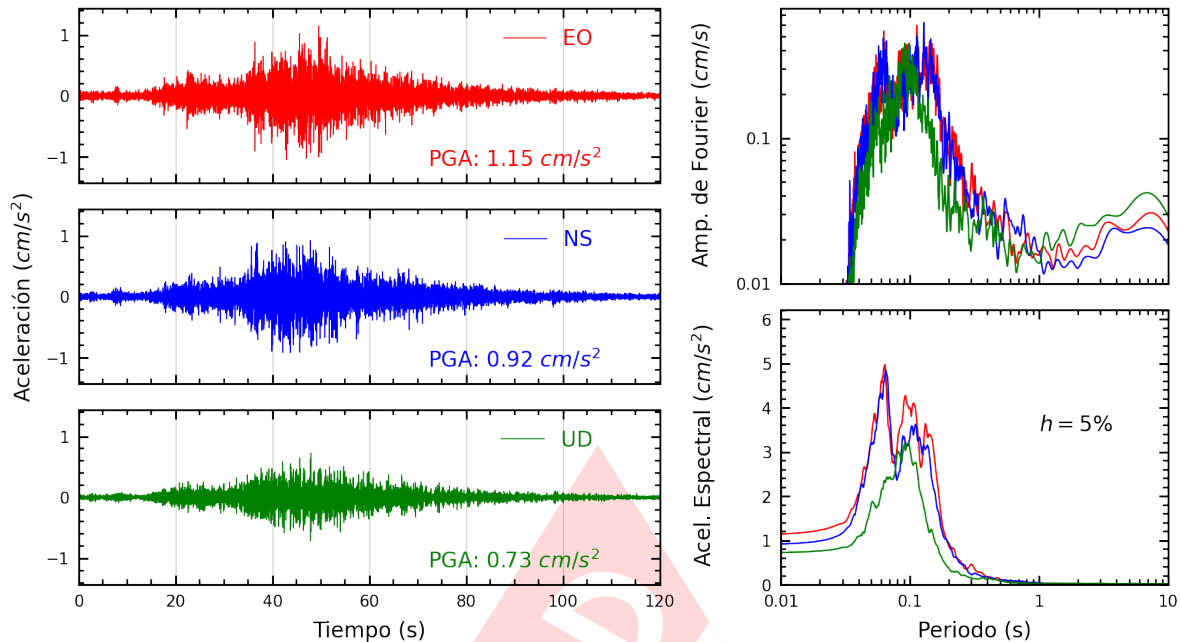 Aceleración (cm/s²)
1
0
−1
EO
PGA: 1.15 cm/s²
1
0
−1
NS
PGA: 0.92 cm/s²
1
0
−1
UD
PGA: 0.73 cm/s²
0 20 40 60 80 100 120
Tiempo (s)
Amp. de Fourier (cm/s)
0.1
0.01
Acel. Espectral (cm/s²)
6
5
4
3
2
1
0
h = 5%
0.01 0.1 1 10
Periodo (s)